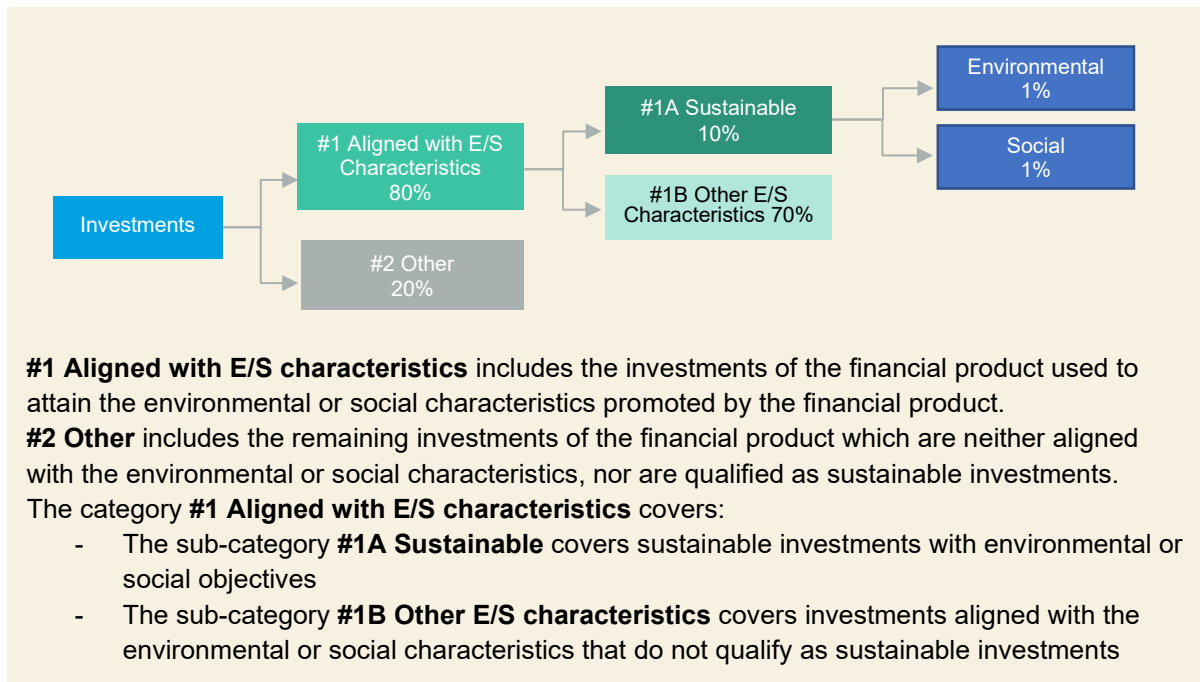 Environmental
1%
#1A Sustainable
10%
#1 Aligned with E/S
Characteristics
80%
Social
1%
#1B Other E/S
Characteristics 70%
Investments
#2 Other
20%
#1 Aligned with E/S characteristics includes the investments of the financial product used to
attain the environmental or social characteristics promoted by the financial product.
#2 Other includes the remaining investments of the financial product which are neither aligned
with the environmental or social characteristics, nor are qualified as sustainable investments.
The category #1 Aligned with E/S characteristics covers:
- The sub-category #1A Sustainable covers sustainable investments with environmental or
social objectives
- The sub-category #1B Other E/S characteristics covers investments aligned with the
environmental or social characteristics that do not qualify as sustainable investments